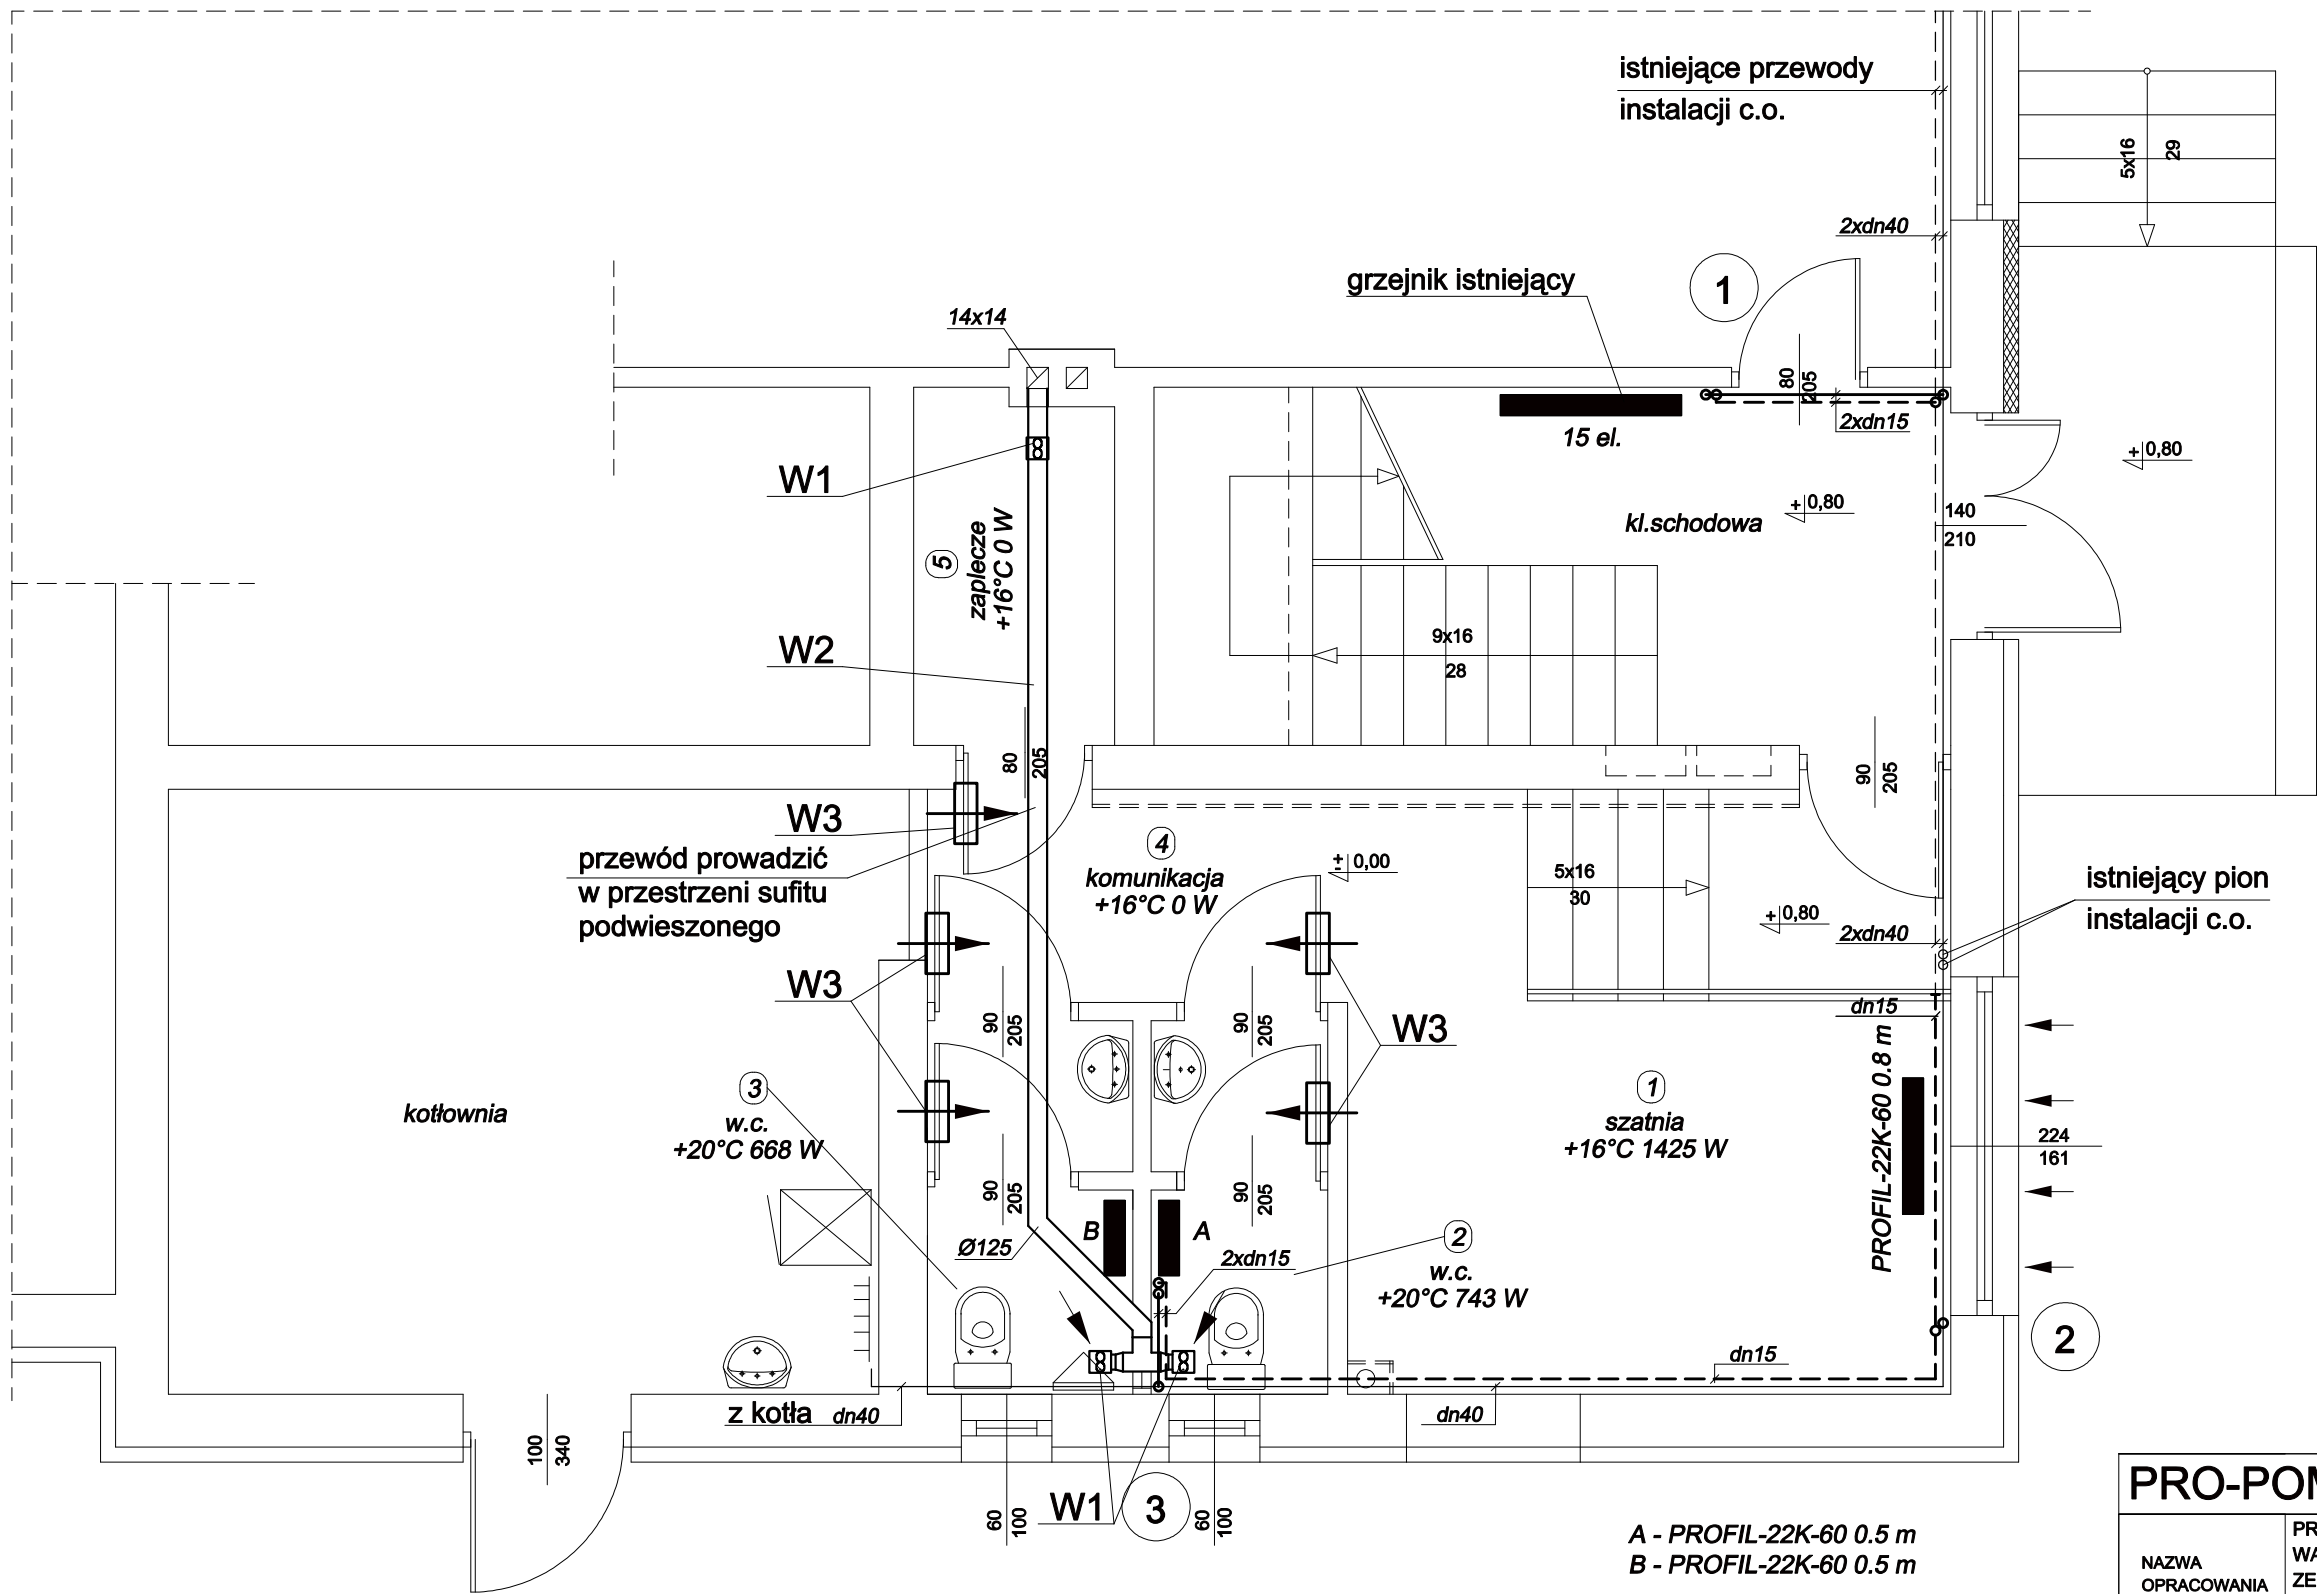 istniejące przewody
instalacji c.o.
5x16
29
2xdn40
grzejnik istniejący
1
14x14
80
205
2xdn15
15 el.
W1
+ 0,80
+ 0,80
kl.schodowa
140
210
5
zaplecze
+16°C 0 W
W2
9x16
28
80
205
90
205
W3
przewód prowadzić
w przestrzeni sufitu
podwieszonego
4
komunikacja
+16°C 0 W
± 0,00
5x16
30
+ 0,80
istniejący pion
instalacji c.o.
2xdn40
W3
dn15
90
205
90
205
W3
PROFIL-22K-60 0.8 m
kotłownia
3
w.c.
+20°C 668 W
1
szatnia
+16°C 1425 W
224
161
90
205
90
205
B
A
Ø125
2xdn15
2
w.c.
+20°C 743 W
2
dn15
z kotła dn40
dn40
100
340
60
100
W1
3
60
100
A - PROFIL-22K-60 0.5 m
B - PROFIL-22K-60 0.5 m
PRO-POM
NAZWA
OPRACOWANIA
PR
WA
ZE